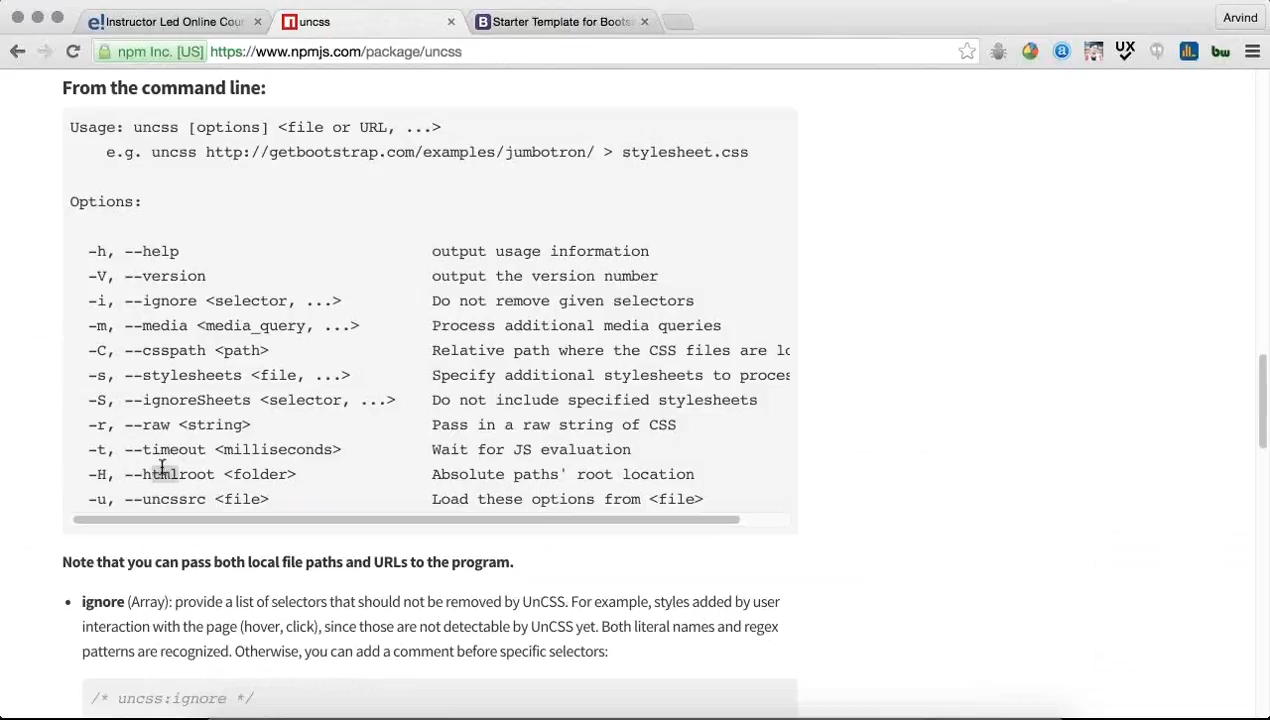 Instructor Led Online Cour
uncss
Starter Template for Boots
Arvind
npm Inc. [US] https://www.npmjs.com/package/uncss
UX
bw
From the command line:
Usage: uncss [options] <file or URL, ...>
e.g. uncss http://getbootstrap.com/examples/jumbotron/ > stylesheet.css
Options:
-h, --help output usage information
-V, --version output the version number
-i, --ignore <selector, ...> Do not remove given selectors
-m, --media <media_query, ...> Process additional media queries
-C, --csspath <path> Relative path where the CSS files are lo
-s, --stylesheets <file, ...> Specify additional stylesheets to proces
-S, --ignoreSheets <selector, ...> Do not include specified stylesheets
-r, --raw <string> Pass in a raw string of CSS
-t, --timeout <milliseconds> Wait for JS evaluation
-H, --htmlroot <folder> Absolute paths' root location
-u, --uncssrc <file> Load these options from <file>
Note that you can pass both local file paths and URLs to the program.
• ignore (Array): provide a list of selectors that should not be removed by UnCSS. For example, styles added by user
interaction with the page (hover, click), since those are not detectable by UnCSS yet. Both literal names and regex
patterns are recognized. Otherwise, you can add a comment before specific selectors:
/* uncss:ignore */